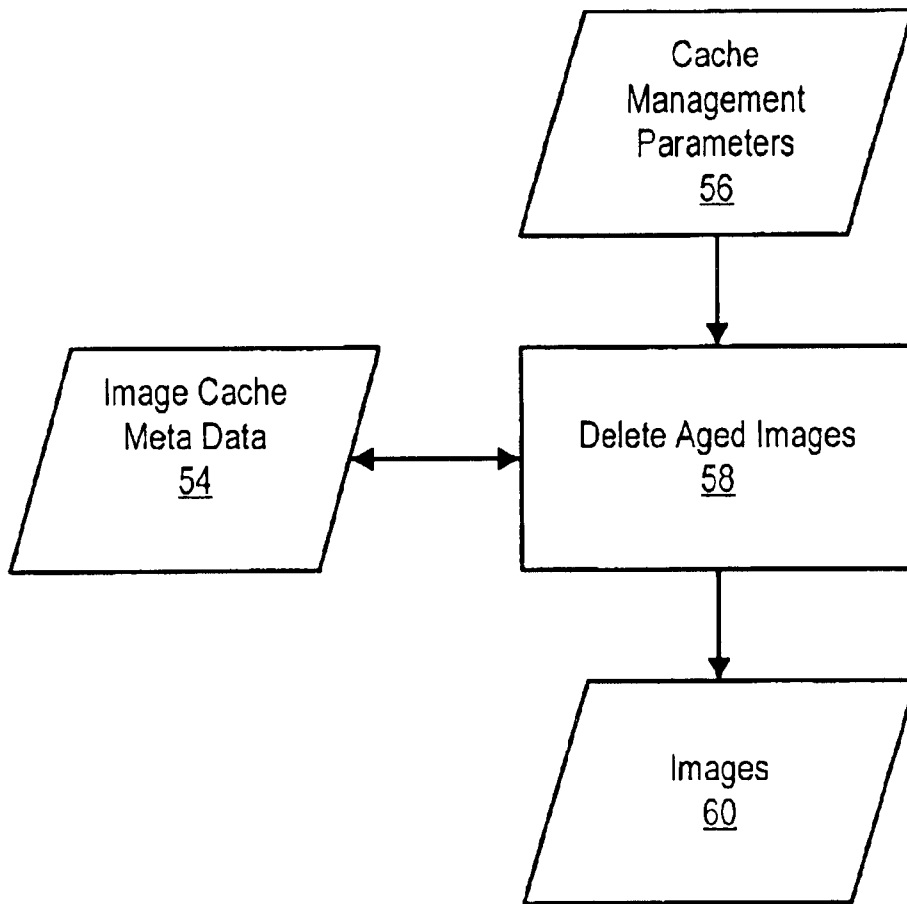 Cache
Management
Parameters
56
Image Cache
Meta Data
54
Delete Aged Images
58
Images
60